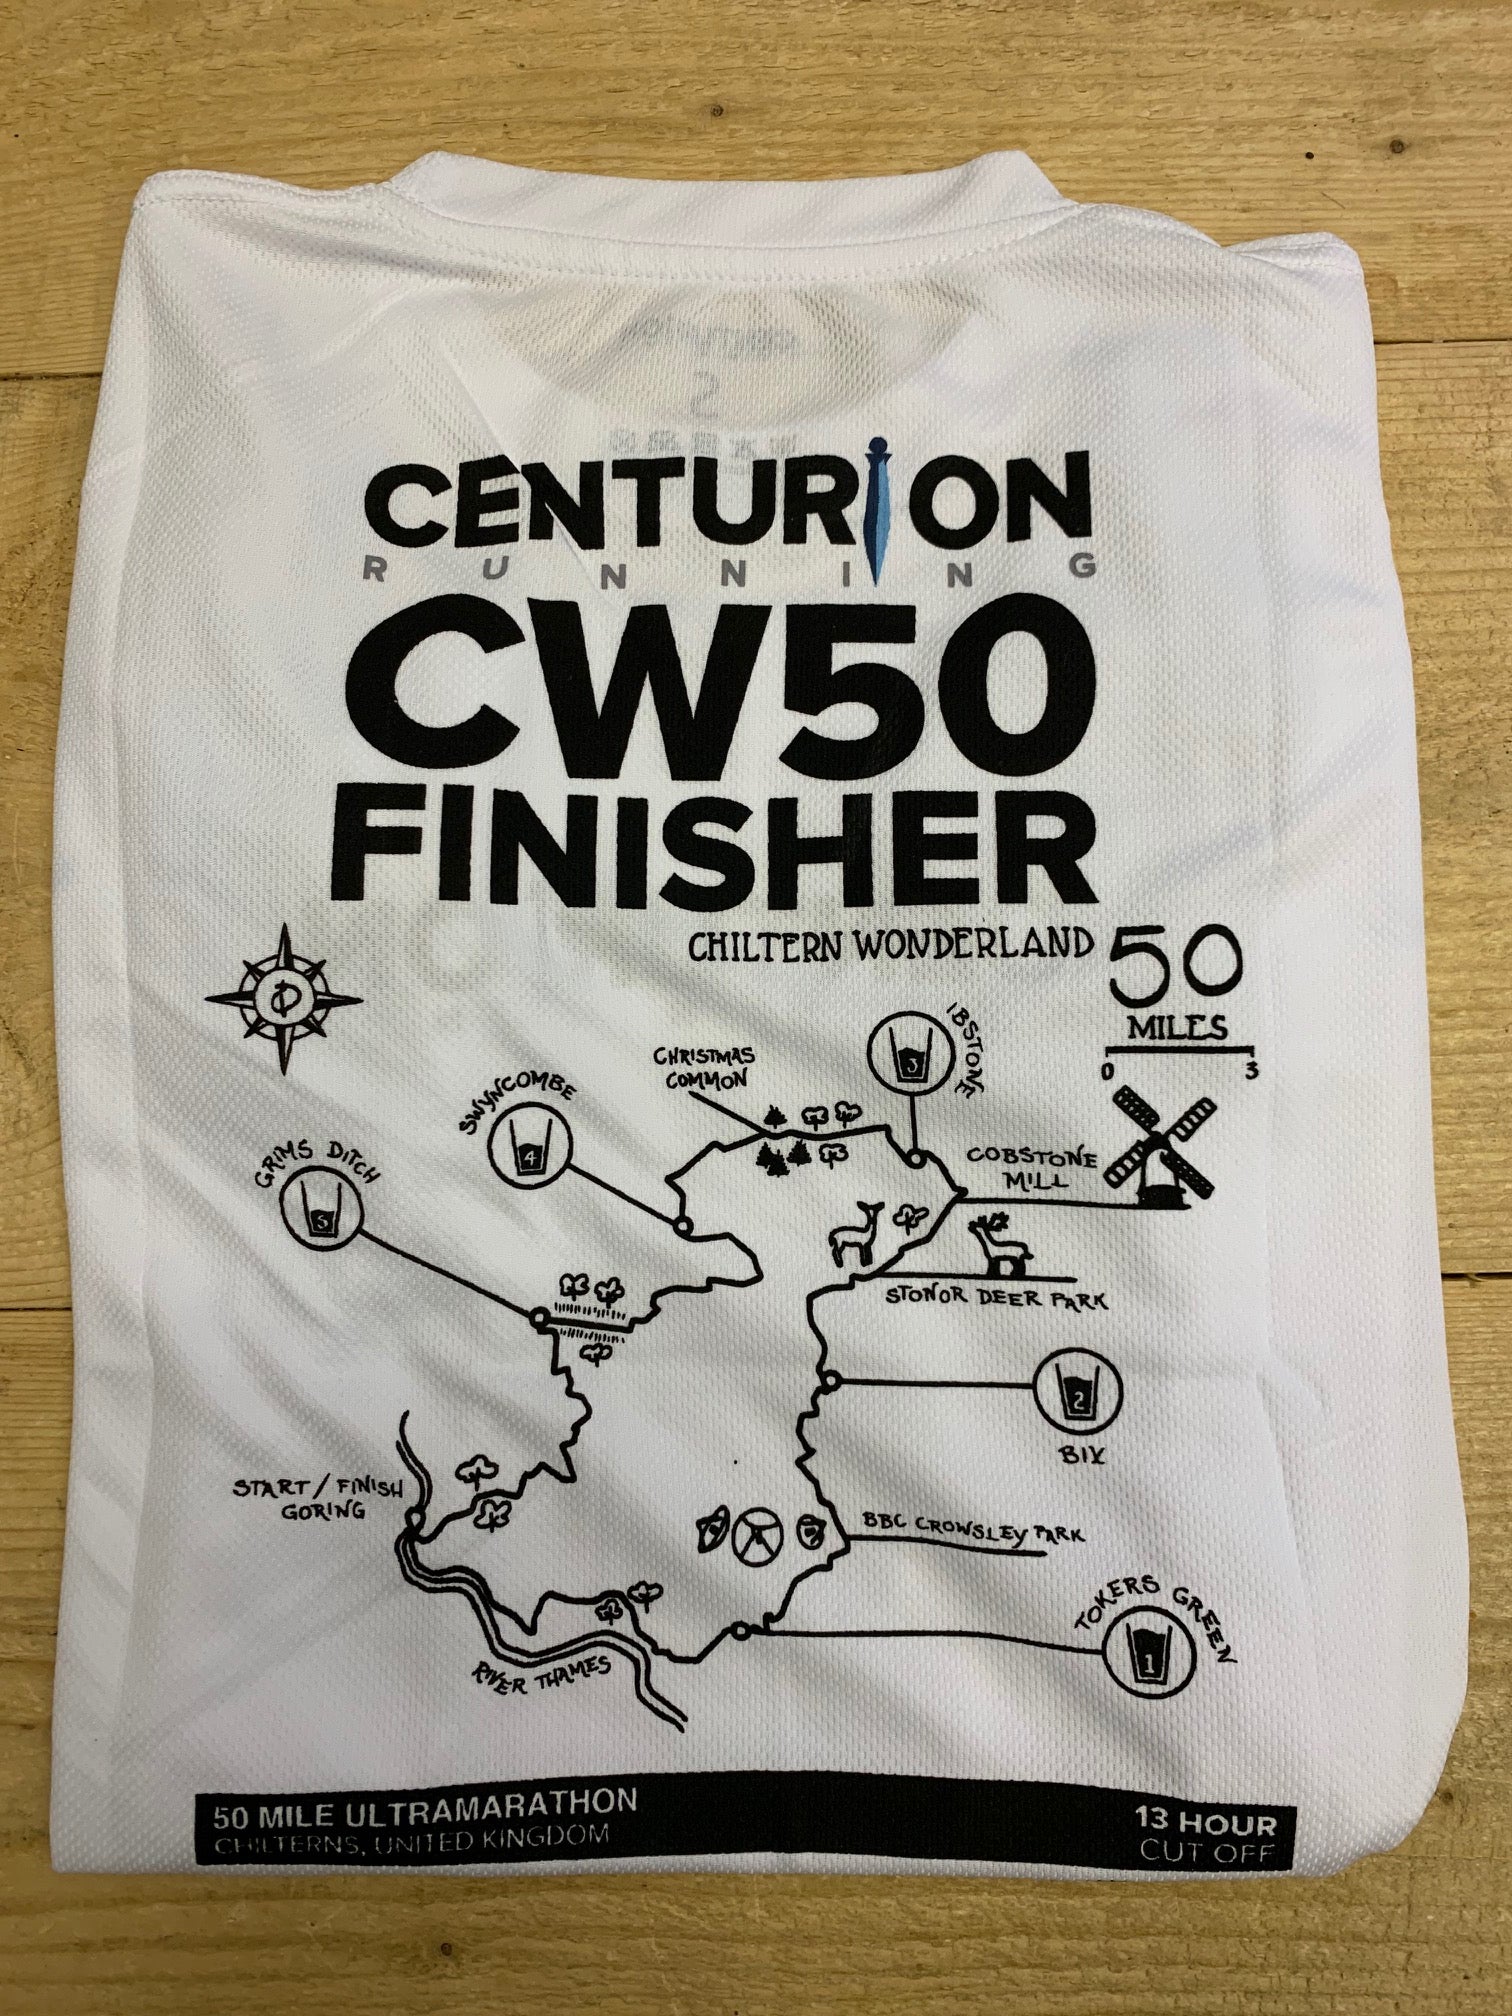 S
CENTURION
RUNNING
CW50
FINISHER
CHILTERN WONDERLAND 50
MILES
0 3
D
IBSTONE
3
CHRISTMAS
COMMON
SWYNCOMBE
4
GRIMS DITCH
5
COBSTONE
MILL
STONOR DEER PARK
2
BIX
START / FINISH
GORING
BBC CROWSLEY PARK
TOKERS GREEN
1
RIVER THAMES
50 MILE ULTRAMARATHON
CHILTERNS, UNITED KINGDOM
13 HOUR
CUT OFF